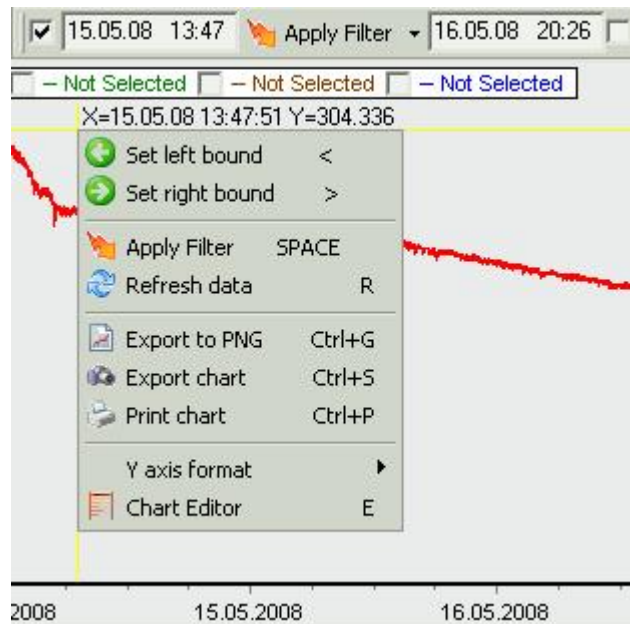 15.05.08 13:47 Apply Filter 16.05.08 20:26
– Not Selected – Not Selected – Not Selected
X=15.05.08 13:47:51 Y=304.336
Set left bound <
Set right bound >
Apply Filter SPACE
Refresh data R
Export to PNG Ctrl+G
Export chart Ctrl+S
Print chart Ctrl+P
Y axis format
Chart Editor E
2008 15.05.2008 16.05.2008